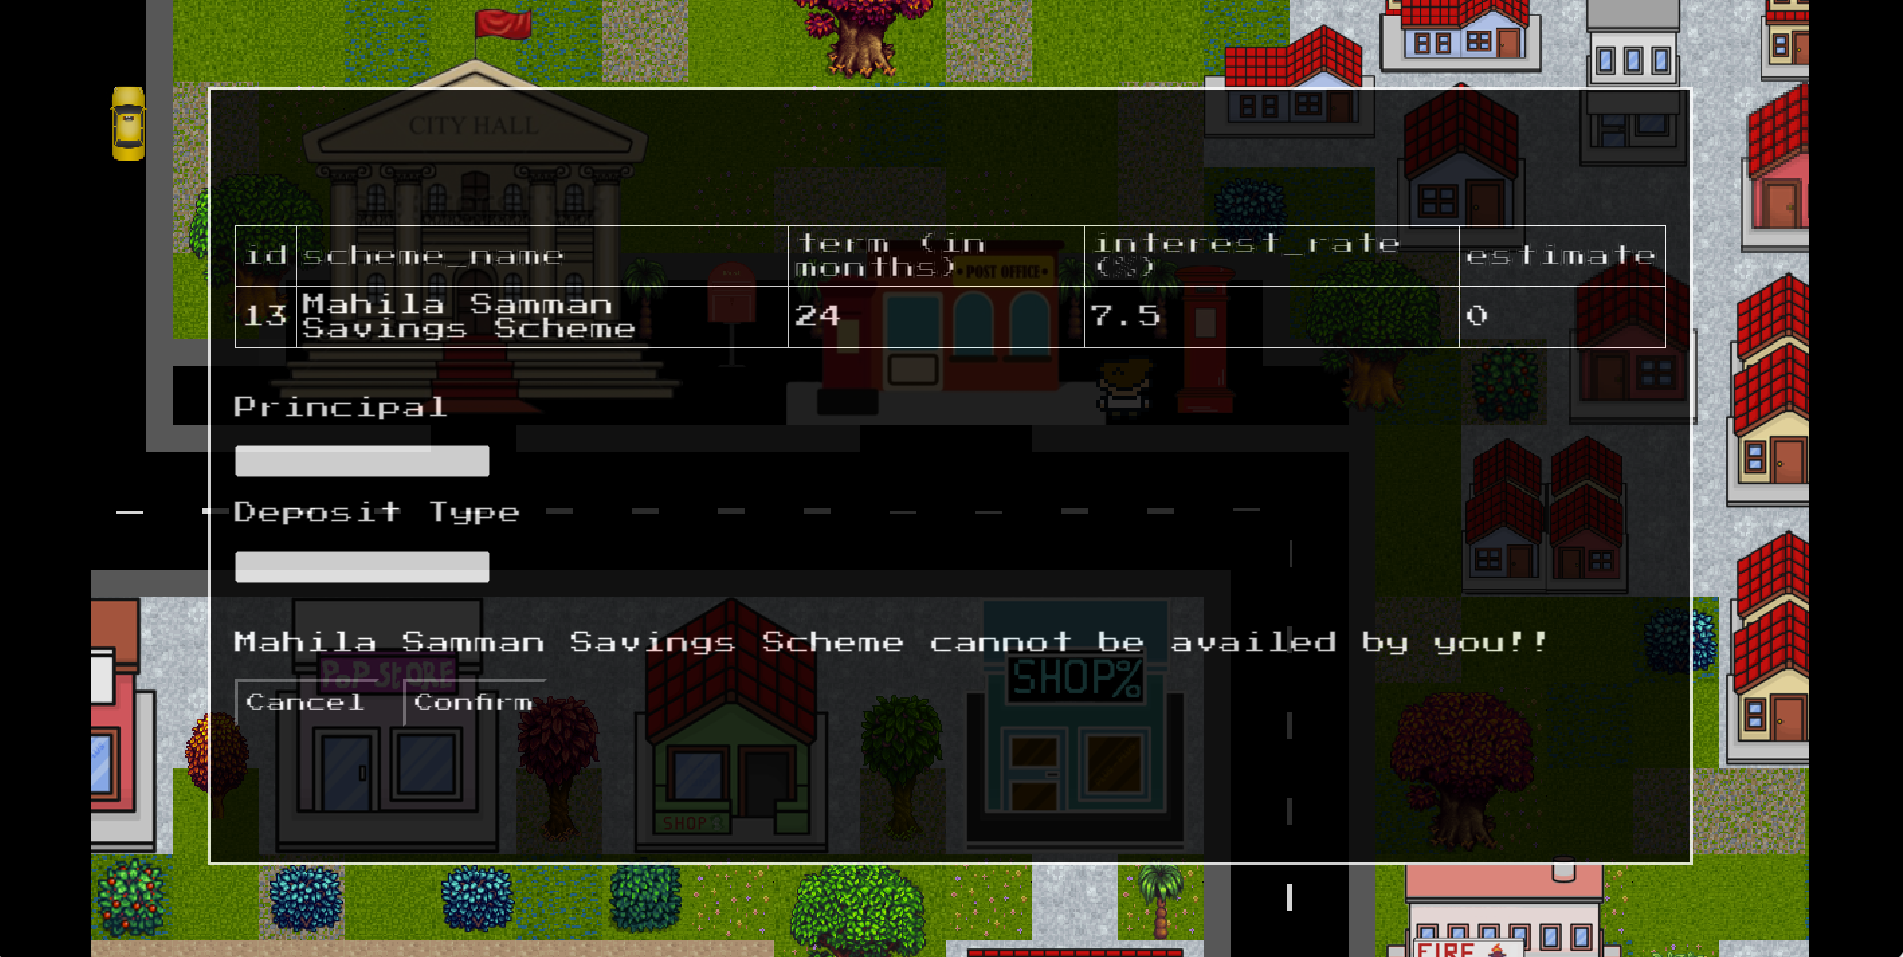 CITY HALL
id scheme_name term (in months) interest_rate (%) estimate
POST OFFICE
13 Mahila Samman Savings Scheme 24 7.5 0
Principal
Deposit Type
Mahila Samman Savings Scheme cannot be availed by you!!
POP STORE
SHOP%
Cancel Confirm
SHOP
FIRE